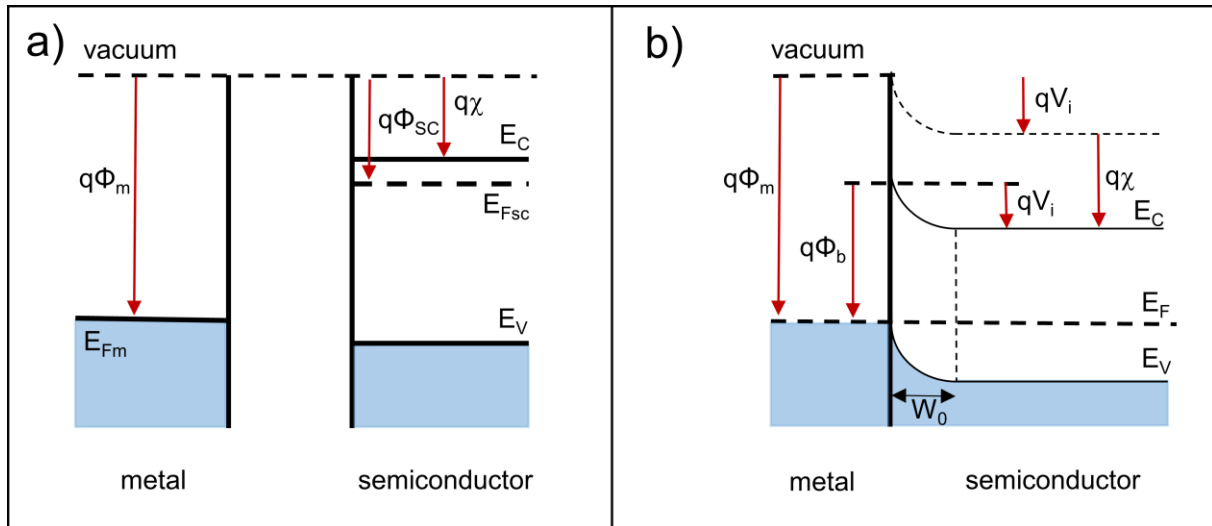 a)
vacuum
qΦm
qΦSC
qχ
EC
EFsc
EFm
EV
metal
semiconductor
b)
vacuum
qVi
qΦm
qχ
qVi
EC
qΦb
EF
EV
W0
metal
semiconductor